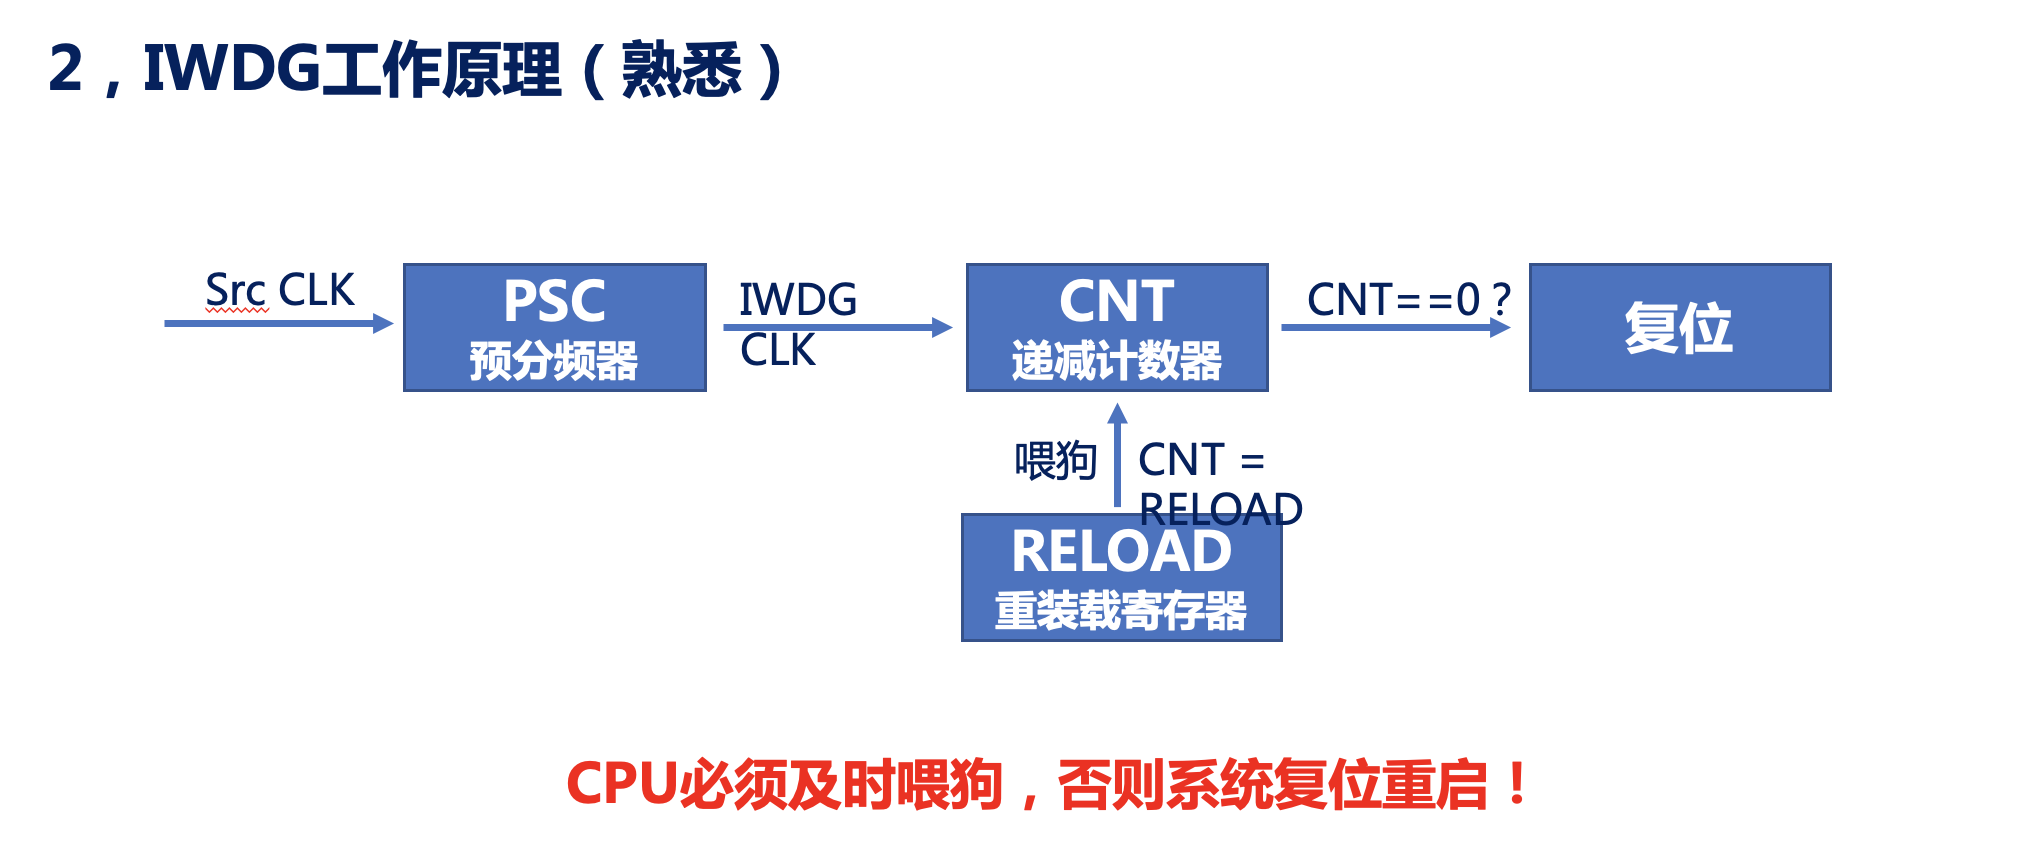 2，IWDG工作原理（熟悉）
Src CLK
PSC
预分频器
IWDG
CLK
CNT
递减计数器
CNT==0？
复位
喂狗
CNT =
RELOAD
RELOAD
重装载寄存器
CPU必须及时喂狗，否则系统复位重启！